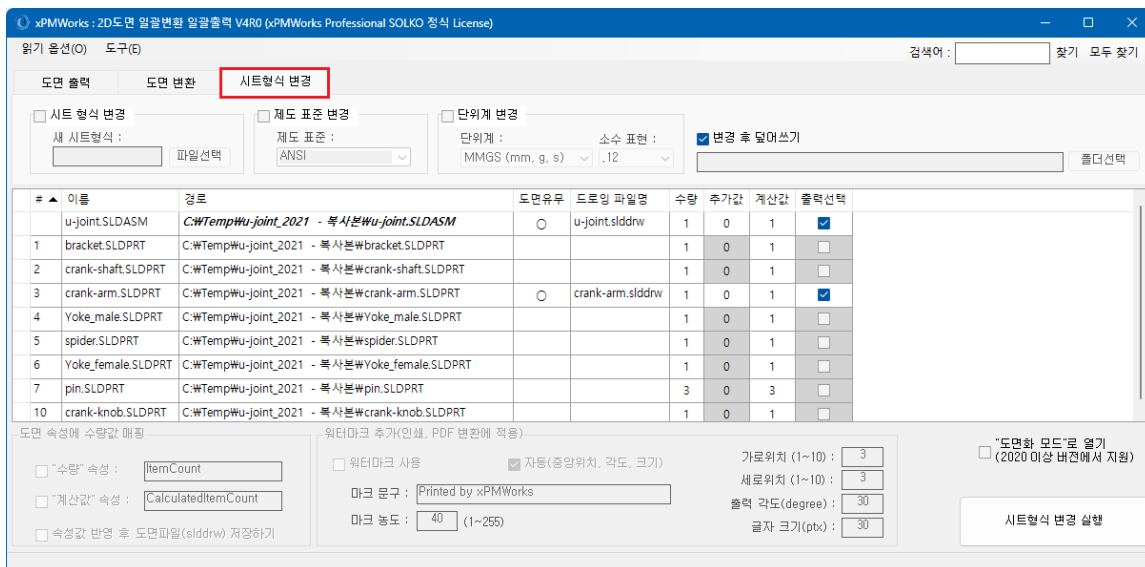 xPMWorks : 2D도면 일괄변환 일괄출력 V4R0 (xPMWorks Professional SOLKO 정식 License)
읽기 옵션(O) 도구(E) 검색어 : 찾기 모두 찾기
도면 출력 도면 변환 시트형식 변경
시트 형식 변경 제도 표준 변경 단위계 변경
새 시트형식 : 제도 표준 : 단위계 : 소수 표현 : 변경 후 덮어쓰기
파일선택 ANSI MMGS (mm, g, s) .12 폴더선택
# 이름 경로 도면유무 드로잉 파일명 수량 추가값 계산값 출력선택
u-joint.SLDASM C:₩Temp₩u-joint_2021 - 복사본₩u-joint.SLDASM ○ u-joint.slddrw 1 0 1
1 bracket.SLDPRT C:₩Temp₩u-joint_2021 - 복사본₩bracket.SLDPRT 1 0 1
2 crank-shaft.SLDPRT C:₩Temp₩u-joint_2021 - 복사본₩crank-shaft.SLDPRT 1 0 1
3 crank-arm.SLDPRT C:₩Temp₩u-joint_2021 - 복사본₩crank-arm.SLDPRT ○ crank-arm.slddrw 1 0 1
4 Yoke_male.SLDPRT C:₩Temp₩u-joint_2021 - 복사본₩Yoke_male.SLDPRT 1 0 1
5 spider.SLDPRT C:₩Temp₩u-joint_2021 - 복사본₩spider.SLDPRT 1 0 1
6 Yoke_female.SLDPRT C:₩Temp₩u-joint_2021 - 복사본₩Yoke_female.SLDPRT 1 0 1
7 pin.SLDPRT C:₩Temp₩u-joint_2021 - 복사본₩pin.SLDPRT 3 0 3
10 crank-knob.SLDPRT C:₩Temp₩u-joint_2021 - 복사본₩crank-knob.SLDPRT 1 0 1
도면 속성에 수량값 매핑 워터마크 추가(인쇄, PDF 변환에 적용)
"수량" 속성 : ItemCount
"계산값" 속성 : CalculatedItemCount
속성값 반영 후 도면파일(slddrw) 저장하기
워터마크 사용 자동(중앙위치, 각도, 크기)
마크 문구 : Printed by xPMWorks
마크 농도 : 40 (1~255)
가로위치 (1~10) : 3
세로위치 (1~10) : 3
출력 각도(degree) : 30
글자 크기(ptx) : 30
"도면화 모드"로 열기
(2020 이상 버전에서 지원)
시트형식 변경 실행